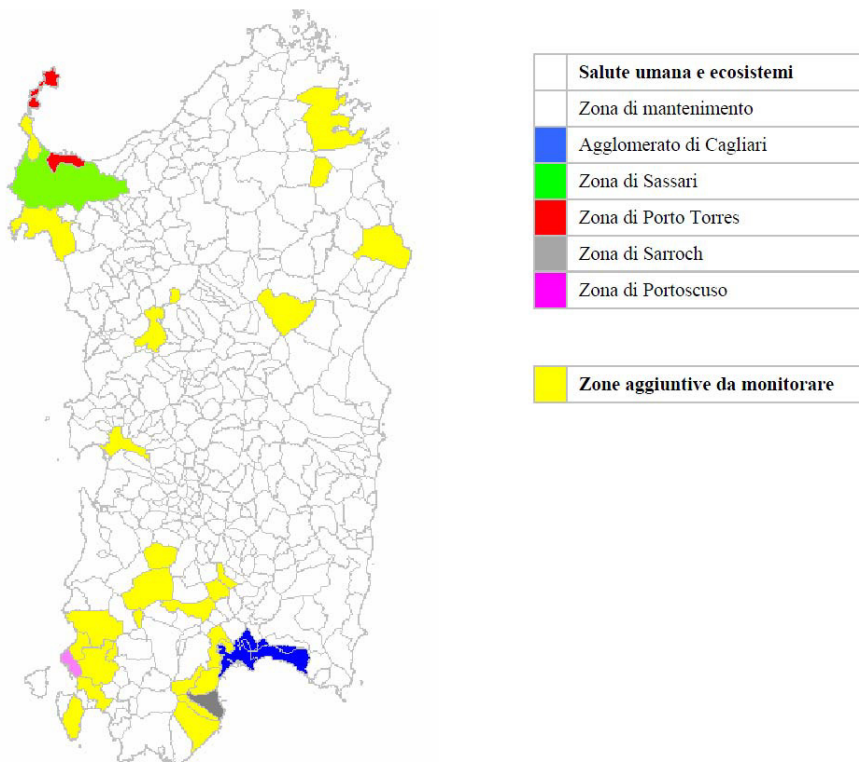 Salute umana e ecosistemi
Zona di mantenimento
Agglomerato di Cagliari
Zona di Sassari
Zona di Porto Torres
Zona di Sarroch
Zona di Portoscuso
Zone aggiuntive da monitorare